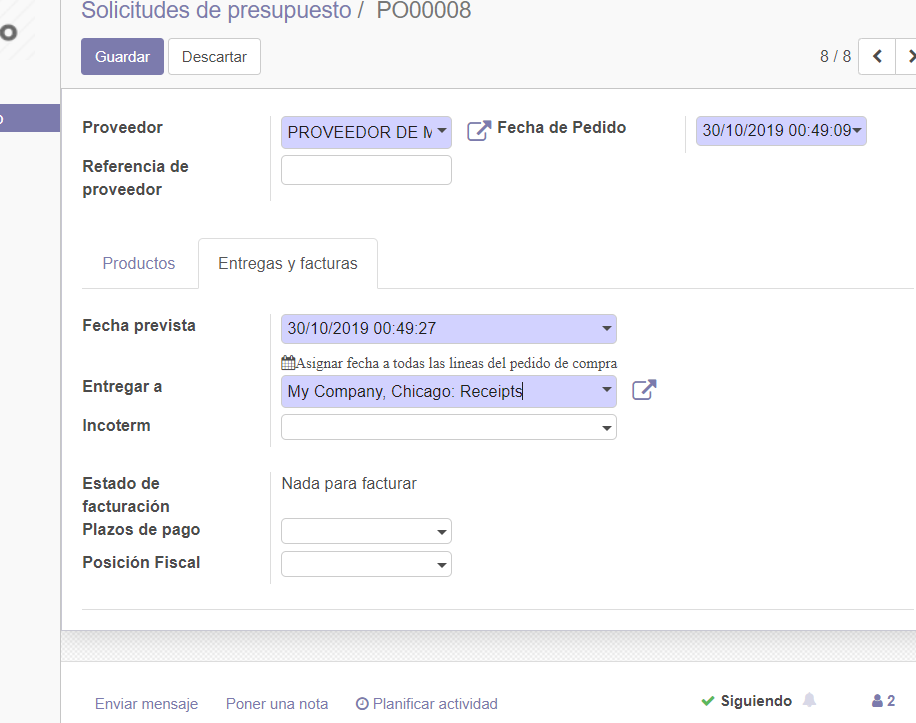 Solicitudes de presupuesto / PO00008
Guardar Descartar 8 / 8
Proveedor PROVEEDOR DE M Fecha de Pedido 30/10/2019 00:49:09
Referencia de
proveedor
Productos Entregas y facturas
Fecha prevista 30/10/2019 00:49:27
Asignar fecha a todas las lineas del pedido de compra
Entregar a My Company, Chicago: Receipts
Incoterm
Estado de Nada para facturar
facturación
Plazos de pago
Posición Fiscal
Enviar mensaje Poner una nota Planificar actividad Siguiendo 2